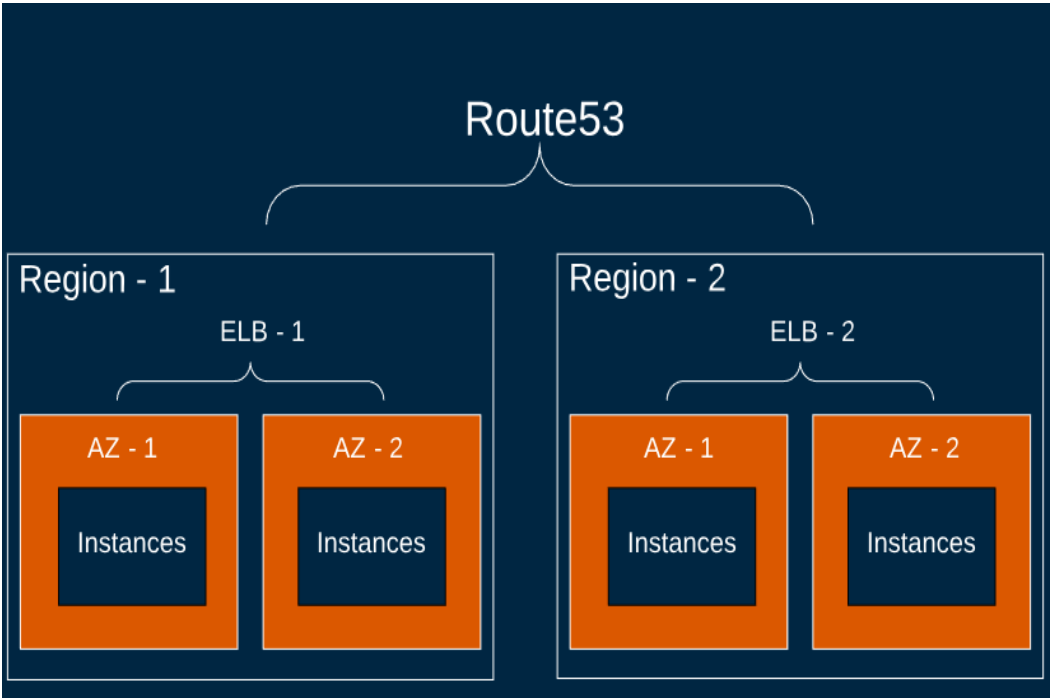 Route53
Region - 1
ELB - 1
AZ - 1
AZ - 2
Instances
Instances
Region - 2
ELB - 2
AZ - 1
AZ - 2
Instances
Instances